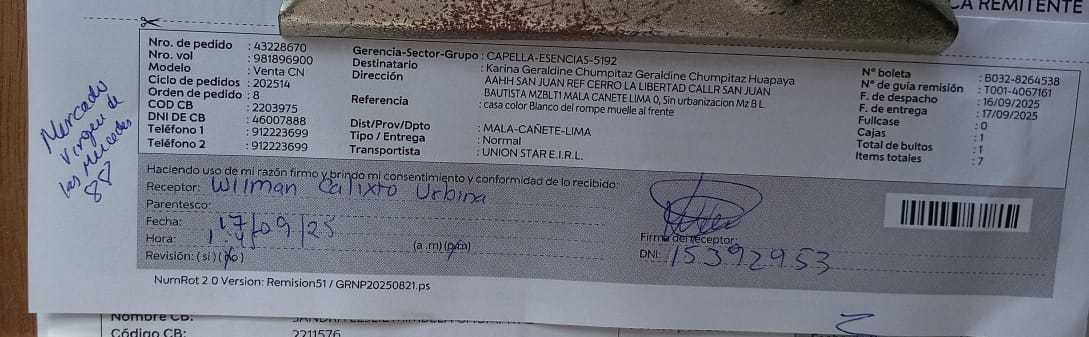 CA REMITENTE
Nro. de pedido : 43228670
Nro. vol : 981896900
Modelo : Venta CN
Ciclo de pedidos : 202514
Orden de pedido : 8
COD CB : 2203975
DNI DE CB : 46007888
Teléfono 1 : 912223699
Teléfono 2 : 912223699
Gerencia-Sector-Grupo : CAPELLA-ESENCIAS-5192
Destinatario : Karina Geraldine Chumpitaz Geraldine Chumpitaz Huapaya
Dirección AAHH SAN JUAN REF CERRO LA LIBERTAD CALLR SAN JUAN
BAUTISTA MZBLT1 MALA CANETE LIMA 0, Sin urbanizacion Mz B L
Referencia : casa color Blanco del rompe muelle al frente
Dist/Prov/Dpto : MALA-CAÑETE-LIMA
Tipo / Entrega : Normal
Transportista : UNION STAR E.I.R.L.
N° boleta : B032-8264538
N° de guía remisión : T001-4067161
F. de despacho : 16/09/2025
F. de entrega : 17/09/2025
Fullcase : 0
Cajas : 1
Total de bultos : 1
Items totales : 7
Mercado
Virgen de
las Mercedes
88
Haciendo uso de mi razón firmo y brindo mi consentimiento y conformidad de lo recibido:
Receptor: Wilman Calixto Urbina
Parentesco:
Fecha: 17/09/25
Hora: (a.m)(p.m)
Revisión: (si)(no)
Firma del receptor:
DNI: 15392953
NumRot 2.0 Version: Remision51 / GRNP20250821.ps
Nombre CB:
Código CB: 2211576